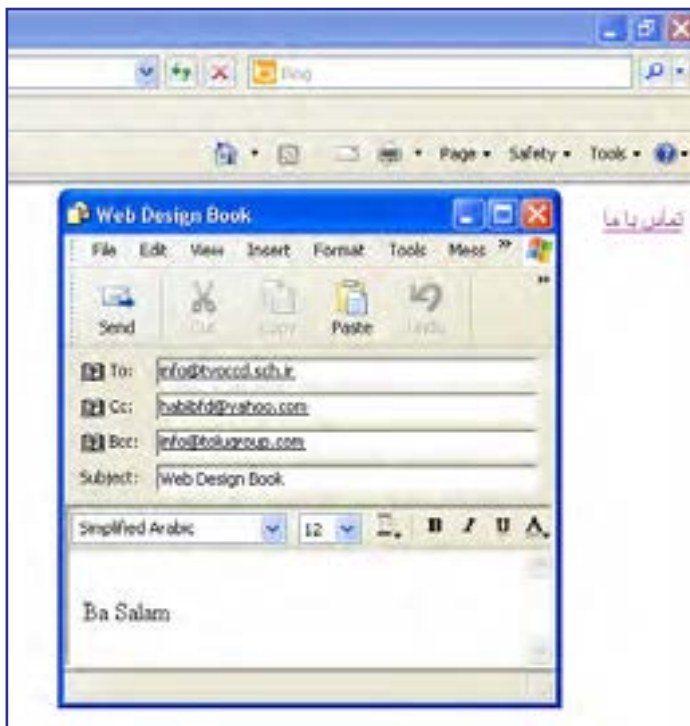 Bing
Page Safety Tools
تماس با ما
Web Design Book
File Edit View Insert Format Tools Mess
Send Cut Copy Paste Undo
To: info@tvoccd.sch.ir
Cc: habibfd@yahoo.com
Bcc: info@tolugroup.com
Subject: Web Design Book
Simplified Arabic 12 B I U A
Ba Salam